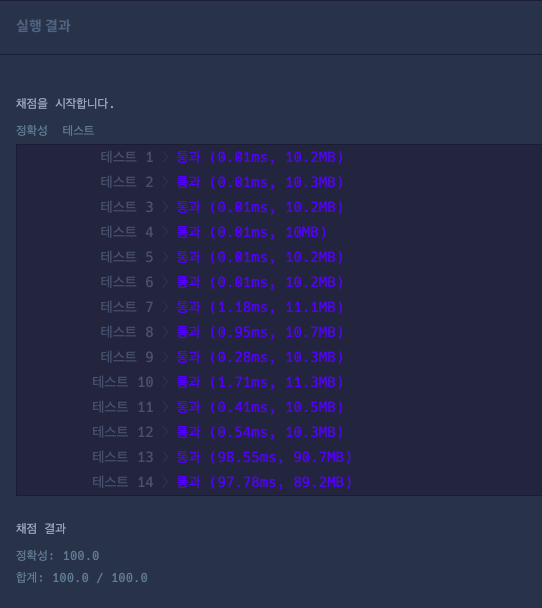 실행 결과
채점을 시작합니다.
정확성 테스트
테스트 1 〉 통과 (0.01ms, 10.2MB)
테스트 2 〉 통과 (0.01ms, 10.3MB)
테스트 3 〉 통과 (0.01ms, 10.2MB)
테스트 4 〉 통과 (0.01ms, 10MB)
테스트 5 〉 통과 (0.01ms, 10.2MB)
테스트 6 〉 통과 (0.01ms, 10.2MB)
테스트 7 〉 통과 (1.18ms, 11.1MB)
테스트 8 〉 통과 (0.95ms, 10.7MB)
테스트 9 〉 통과 (0.28ms, 10.3MB)
테스트 10 〉 통과 (1.71ms, 11.3MB)
테스트 11 〉 통과 (0.41ms, 10.5MB)
테스트 12 〉 통과 (0.54ms, 10.3MB)
테스트 13 〉 통과 (98.55ms, 90.7MB)
테스트 14 〉 통과 (97.78ms, 89.2MB)
채점 결과
정확성: 100.0
합계: 100.0 / 100.0